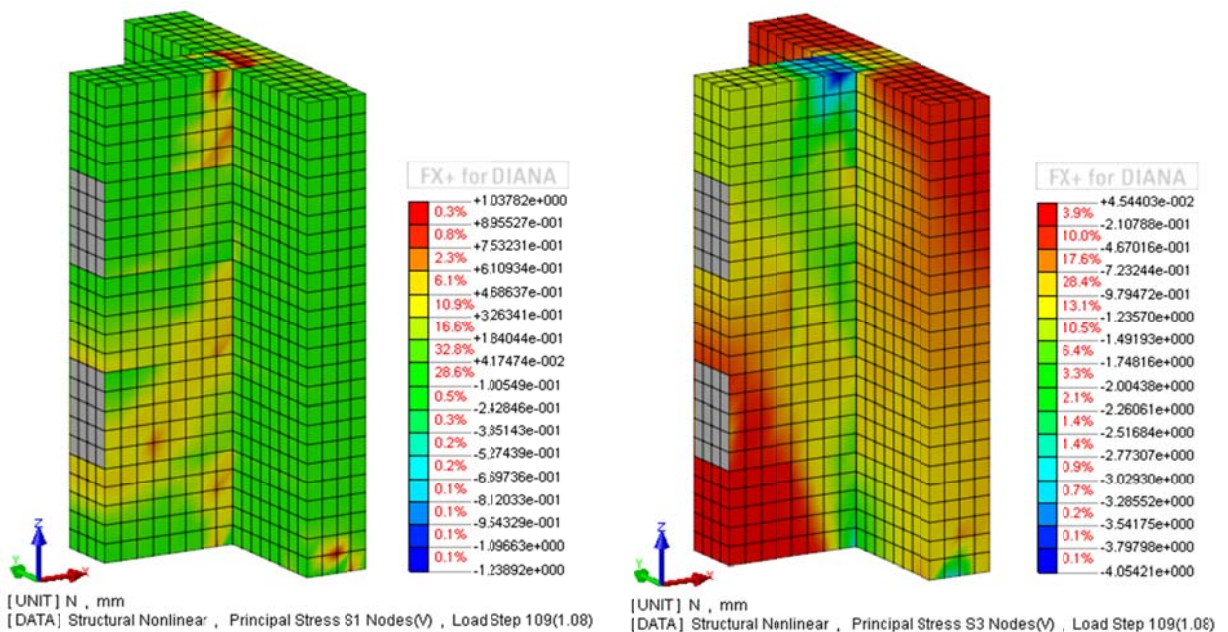 FX+ for DIANA
+1.03782e+000
0.3%
+8.95527e-001
0.8%
+7.53231e-001
2.3%
+6.10934e-001
6.1%
+4.68637e-001
10.9%
+3.26341e-001
16.6%
+1.84044e-001
32.8%
+4.17474e-002
28.6%
-1.00549e-001
0.5%
-2.42846e-001
0.3%
-3.85143e-001
0.2%
-5.27439e-001
0.2%
-6.69736e-001
0.1%
-8.12033e-001
0.1%
-9.54329e-001
0.1%
-1.09663e+000
0.1%
-1.23892e+000
Z
Y
X
[UNIT] N , mm
[DATA] Structural Nonlinear , Principal Stress S1 Nodes(V) , Load Step 109(1.08)
FX+ for DIANA
+4.54403e-002
3.9%
-2.10788e-001
10.0%
-4.67016e-001
17.6%
-7.23244e-001
28.4%
-9.79472e-001
13.1%
-1.23570e+000
10.5%
-1.49193e+000
6.4%
-1.74816e+000
3.3%
-2.00438e+000
2.1%
-2.26061e+000
1.4%
-2.51684e+000
1.4%
-2.77307e+000
0.9%
-3.02930e+000
0.7%
-3.28552e+000
0.2%
-3.54175e+000
0.1%
-3.79798e+000
0.1%
-4.05421e+000
Z
Y
X
[UNIT] N , mm
[DATA] Structural Nonlinear , Principal Stress S3 Nodes(V) , Load Step 109(1.08)